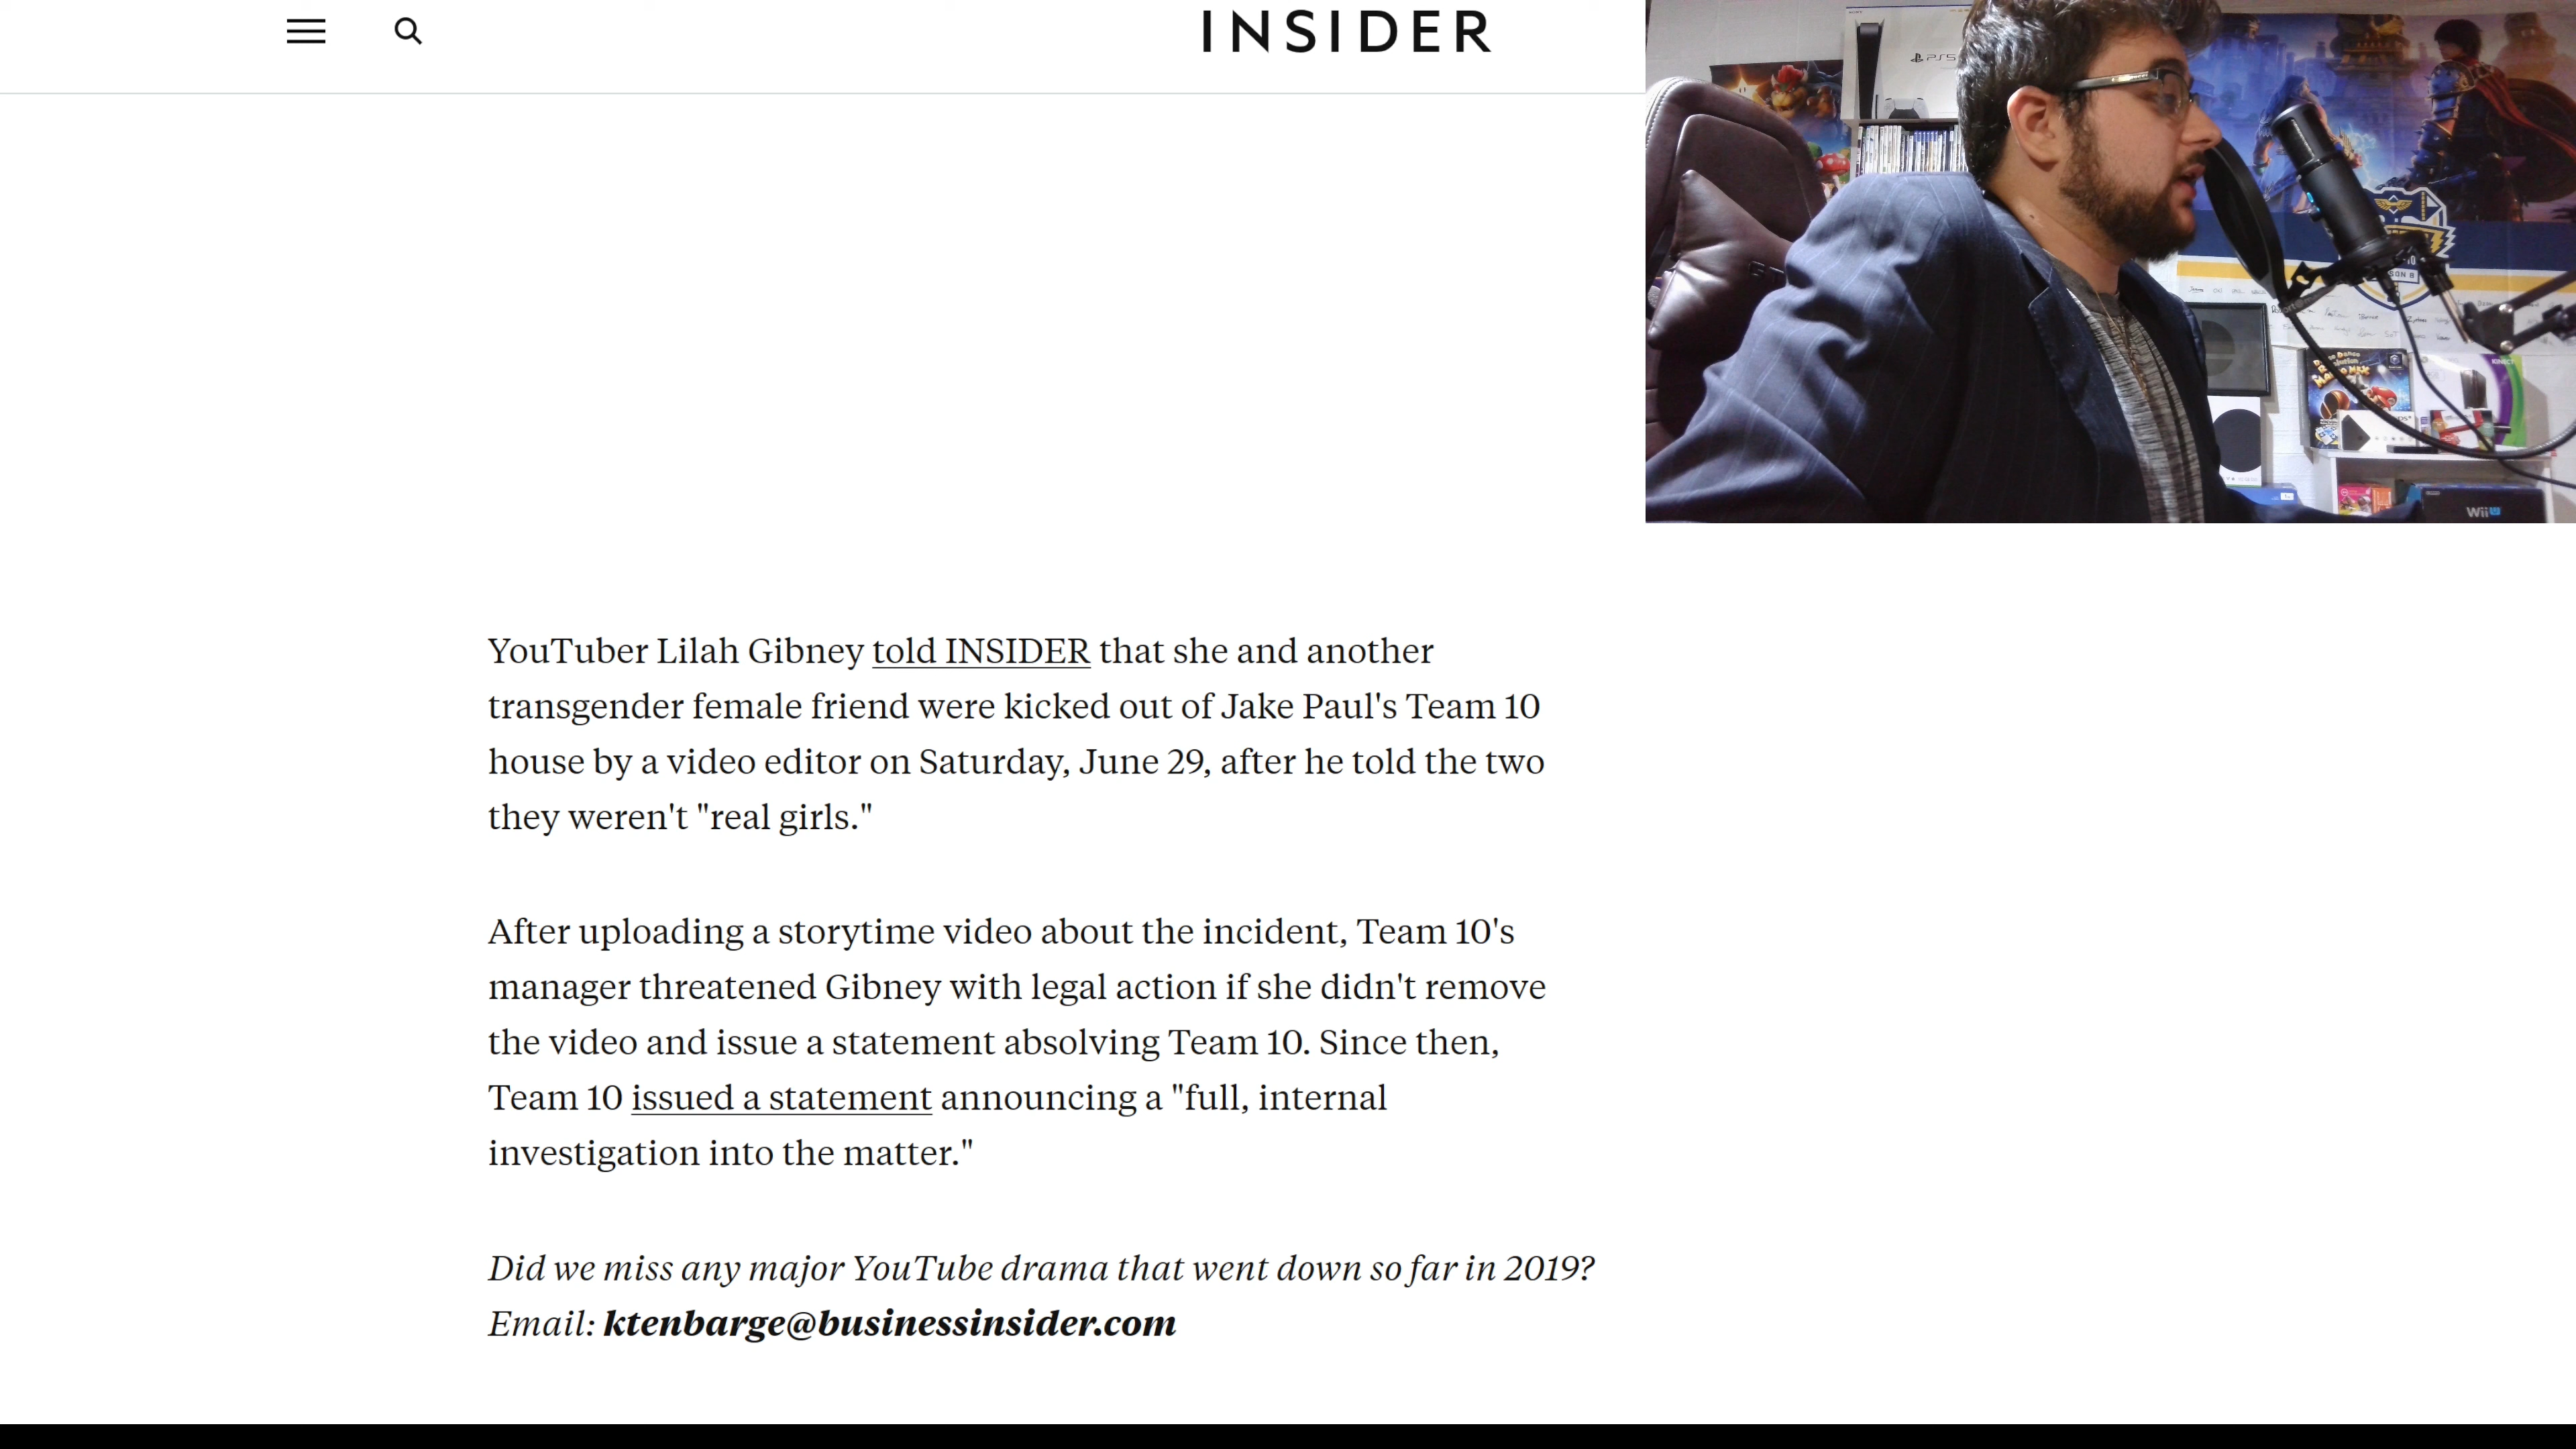 INSIDER
PS5
SON B
KINECT
Wii U
YouTuber Lilah Gibney told INSIDER that she and another
transgender female friend were kicked out of Jake Paul's Team 10
house by a video editor on Saturday, June 29, after he told the two
they weren't "real girls."
After uploading a storytime video about the incident, Team 10's
manager threatened Gibney with legal action if she didn't remove
the video and issue a statement absolving Team 10. Since then,
Team 10 issued a statement announcing a "full, internal
investigation into the matter."
Did we miss any major YouTube drama that went down so far in 2019?
Email: ktenbarge@businessinsider.com